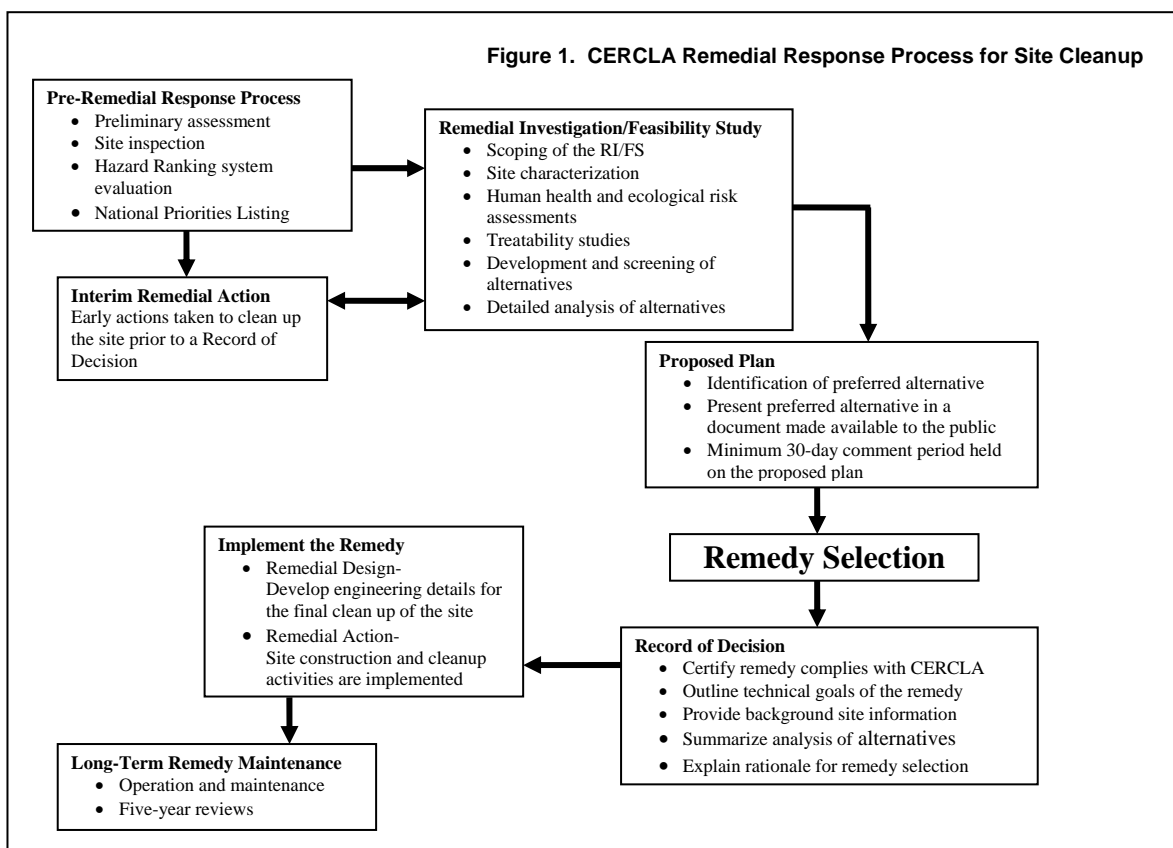 Figure 1. CERCLA Remedial Response Process for Site Cleanup
Pre-Remedial Response Process
• Preliminary assessment
• Site inspection
• Hazard Ranking system
evaluation
• National Priorities Listing
Remedial Investigation/Feasibility Study
• Scoping of the RI/FS
• Site characterization
• Human health and ecological risk
assessments
• Treatability studies
• Development and screening of
alternatives
• Detailed analysis of alternatives
Interim Remedial Action
Early actions taken to clean up
the site prior to a Record of
Decision
Proposed Plan
• Identification of preferred alternative
• Present preferred alternative in a
document made available to the public
• Minimum 30-day comment period held
on the proposed plan
Remedy Selection
Record of Decision
• Certify remedy complies with CERCLA
• Outline technical goals of the remedy
• Provide background site information
• Summarize analysis of alternatives
• Explain rationale for remedy selection
Implement the Remedy
• Remedial Design-
Develop engineering details for
the final clean up of the site
• Remedial Action-
Site construction and cleanup
activities are implemented
Long-Term Remedy Maintenance
• Operation and maintenance
• Five-year reviews